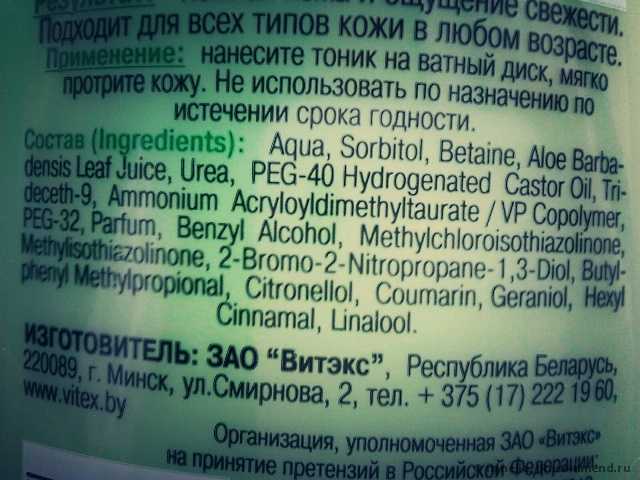 ощущение свежести.
Подходит для всех типов кожи в любом возрасте.
Применение: нанесите тоник на ватный диск, мягко
протрите кожу. Не использовать по назначению по
истечении срока годности.
Состав (Ingredients): Aqua, Sorbitol, Betaine, Aloe Barba-
densis Leaf Juice, Urea, PEG-40 Hydrogenated Castor Oil, Tri-
deceth-9, Ammonium Acryloyldimethyltaurate / VP Copolymer,
PEG-32, Parfum, Benzyl Alcohol, Methylchloroisothiazolinone,
Methylisothiazolinone, 2-Bromo-2-Nitropropane-1,3-Diol, Butyl-
phenyl Methylpropional, Citronellol, Coumarin, Geraniol, Hexyl
Cinnamal, Linalool.
ИЗГОТОВИТЕЛЬ: ЗАО "Витэкс", Республика Беларусь,
220089, г. Минск, ул.Смирнова, 2, тел. + 375 (17) 222 19 60,
www.vitex.by
Организация, уполномоченная ЗАО «Витэкс»
на принятие претензий в Российской Федерации: